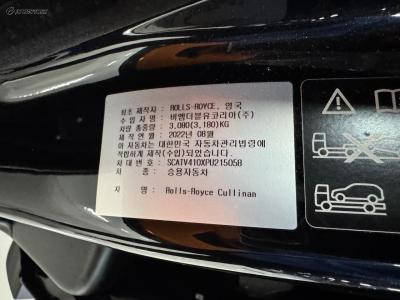 최초 제작자 : ROLLS-ROYCE, 영국
수 입 자 명 : 비엠더블유코리아(주)
차량 총중량 : 3,080(3,180)KG
제 작 연 월 : 2022년 08월
이 자동차는 대한민국 자동차관리법령에
적합하게 제작(수입)되었습니다.
차 대 번 호 : SCATV410XPU215058
차 종 : 승용자동차
차 명 : Rolls-Royce Cullinan